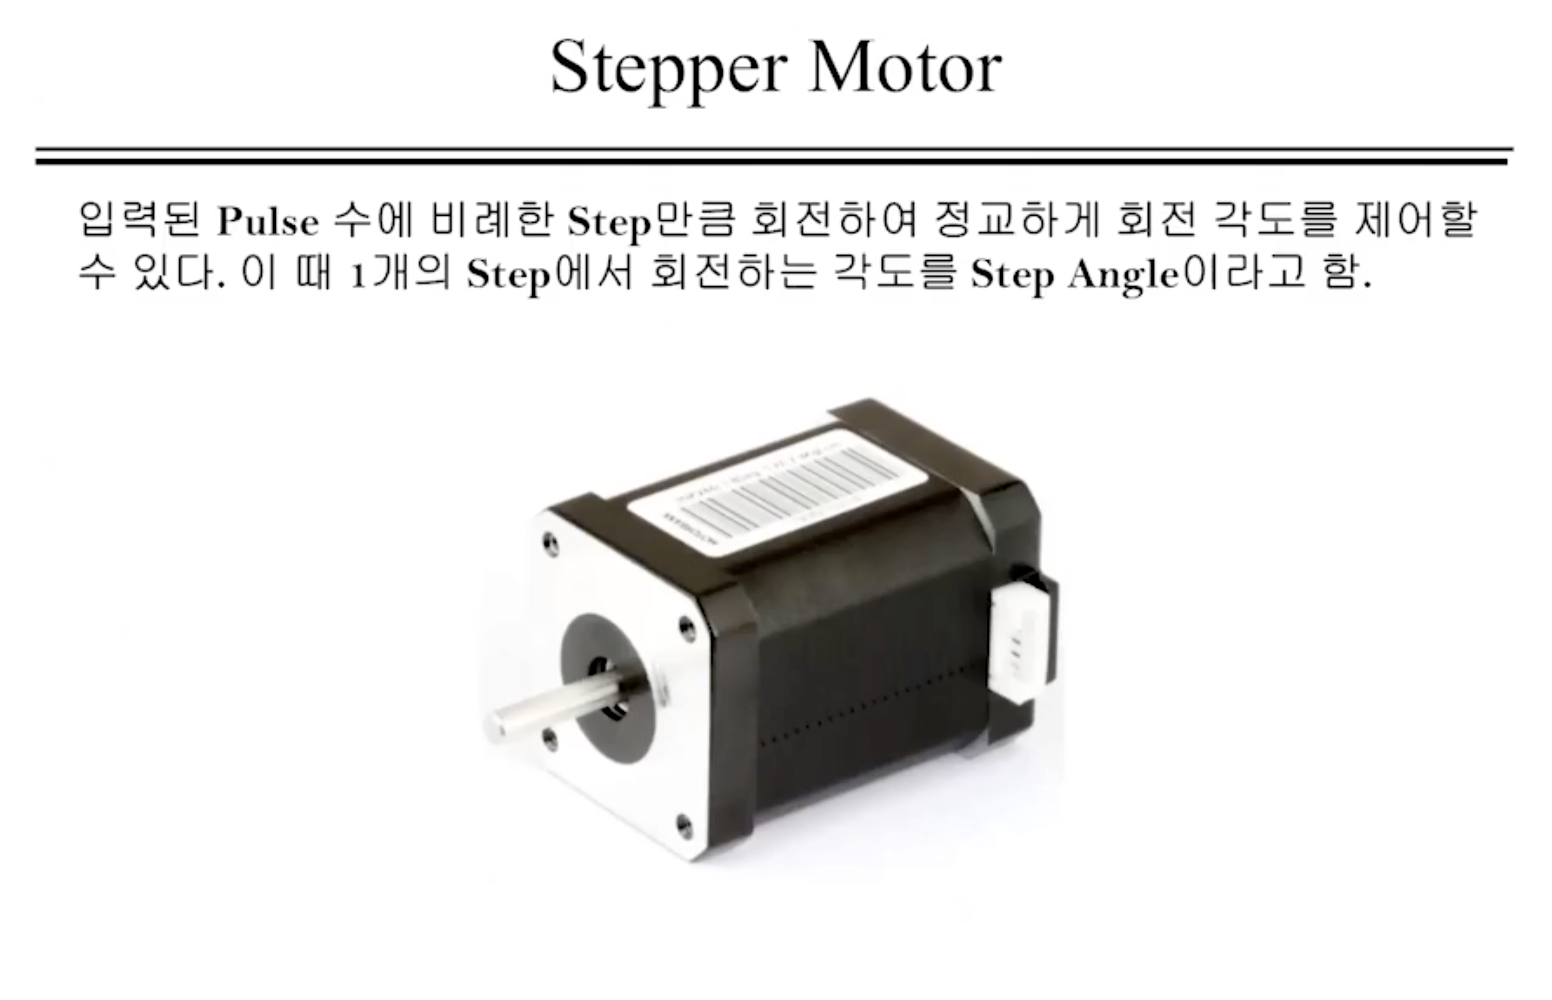 Stepper Motor
입력된 Pulse 수에 비례한 Step만큼 회전하여 정교하게 회전 각도를 제어할
수 있다. 이 때 1개의 Step에서 회전하는 각도를 Step Angle이라고 함.